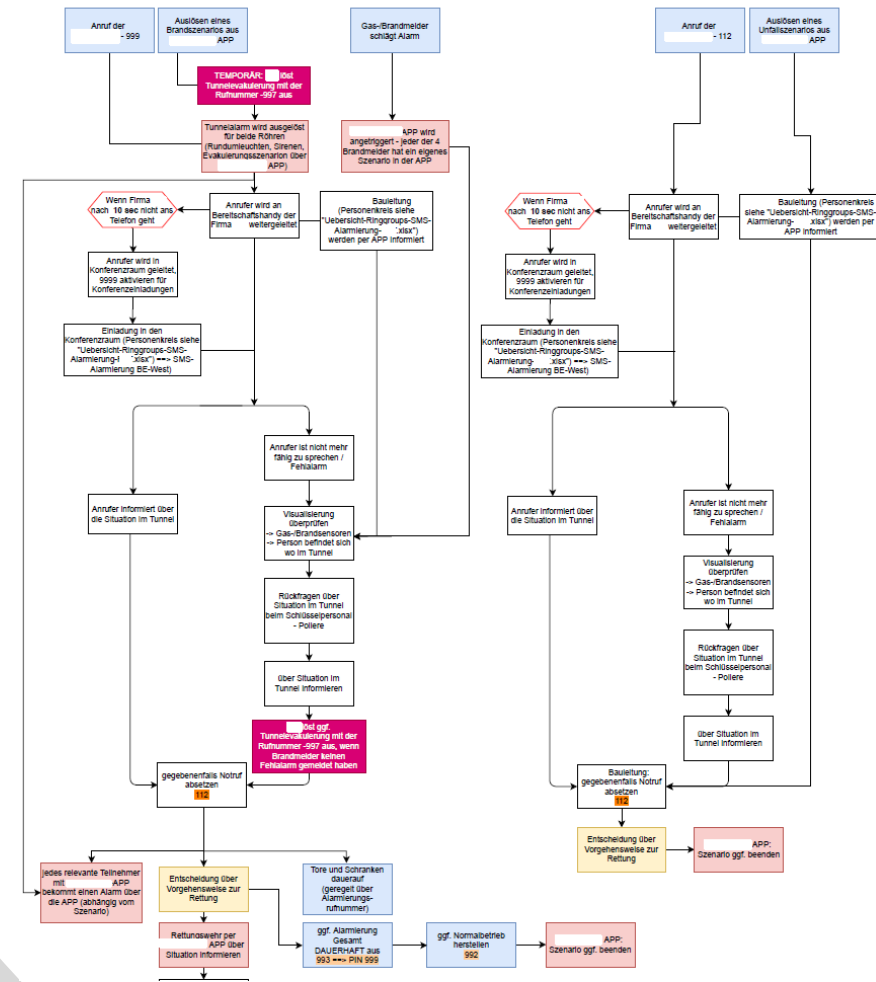 Anruf der
- 999
Auslösen eines
Brandszenarios aus
APP
Gas-/Brandmelder
schlägt Alarm
Anruf der
- 112
Auslösen eines
Unfallszenarios aus
APP
TEMPORÄR: löst
Tunnelevakuierung mit der
Rufnummer -997 aus
Tunnelalarm wird ausgelöst
für beide Röhren
(Rundumleuchten, Sirenen,
Evakuierungsszenarion über
APP)
APP wird
angetriggert - jeder der 4
Brandmelder hat ein eigenes
Szenario in der APP
Wenn Firma
nach 10 sec nicht ans
Telefon geht
Anrufer wird an
Bereitschaftshandy der
Firma weitergeleitet
Bauleitung
(Personenkreis siehe
"Uebersicht-Ringgroups-SMS-
Alarmierung- .xlsx")
werden per APP informiert
Wenn Firma
nach 10 sec nicht ans
Telefon geht
Anrufer wird an
Bereitschaftshandy der
Firma weitergeleitet
Bauleitung (Personenkreis
siehe "Uebersicht-Ringgroups-SMS-
Alarmierung- .xlsx") werden per
APP informiert
Anrufer wird in
Konferenzraum geleitet,
9999 aktivieren für
Konferenzeinladungen
Anrufer wird in
Konferenzraum geleitet,
9999 aktivieren für
Konferenzeinladungen
Einladung in den
Konferenzraum (Personenkreis siehe
"Uebersicht-Ringgroups-SMS-
Alarmierung- .xlsx") ==> SMS-
Alarmierung BE-West)
Einladung in den
Konferenzraum (Personenkreis siehe
"Uebersicht-Ringgroups-SMS-
Alarmierung- .xlsx") ==> SMS-
Alarmierung BE-West)
Anrufer ist nicht mehr
fähig zu sprechen /
Fehlalarm
Anrufer informiert über
die Situation im Tunnel
Visualisierung
überprüfen
-> Gas-/Brandsensoren
-> Person befindet sich
wo im Tunnel
Anrufer informiert über
die Situation im Tunnel
Anrufer ist nicht mehr
fähig zu sprechen /
Fehlalarm
Visualisierung
überprüfen
-> Gas-/Brandsensoren
-> Person befindet sich
wo im Tunnel
Rückfragen über
Situation im Tunnel
beim Schlüsselpersonal
- Poliere
Rückfragen über
Situation im Tunnel
beim Schlüsselpersonal
- Poliere
über Situation im
Tunnel informieren
über Situation im
Tunnel informieren
löst ggf.
Tunnelevakuierung mit der
Rufnummer -997 aus, wenn
Brandmelder keinen
Fehlalarm gemeldet haben
gegebenenfalls Notruf
absetzen
112
Bauleitung:
gegebenenfalls Notruf
absetzen
112
Entscheidung über
Vorgehensweise zur
Rettung
APP:
Szenario ggf. beenden
jedes relevante Teilnehmer
mit APP
bekommt einen Alarm über
die APP (abhängig vom
Szenario)
Entscheidung über
Vorgehensweise zur
Rettung
Tore und Schranken
dauerauf
(geregelt über
Alarmierungs-
rufnummer)
Rettungswehr per
APP über
Situation informieren
ggf. Alarmierung
Gesamt
DAUERHAFT aus
993 ==> PIN 999
ggf. Normalbetrieb
herstellen
992
APP:
Szenario ggf. beenden